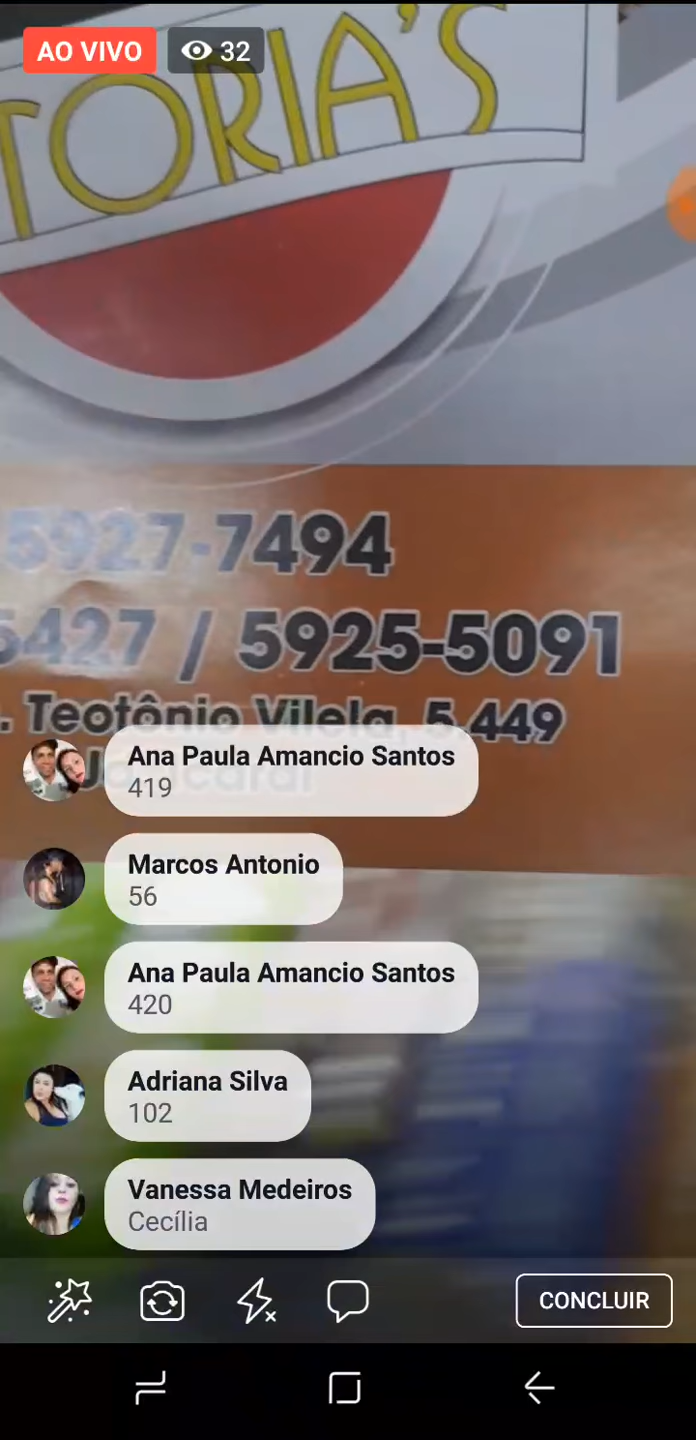 AO VIVO 32
TORIA'S
5927-7494
5427 / 5925-5091
. Teotônio Vilela, 5.449
Ana Paula Amancio Santos
419
Marcos Antonio
56
Ana Paula Amancio Santos
420
Adriana Silva
102
Vanessa Medeiros
Cecília
CONCLUIR